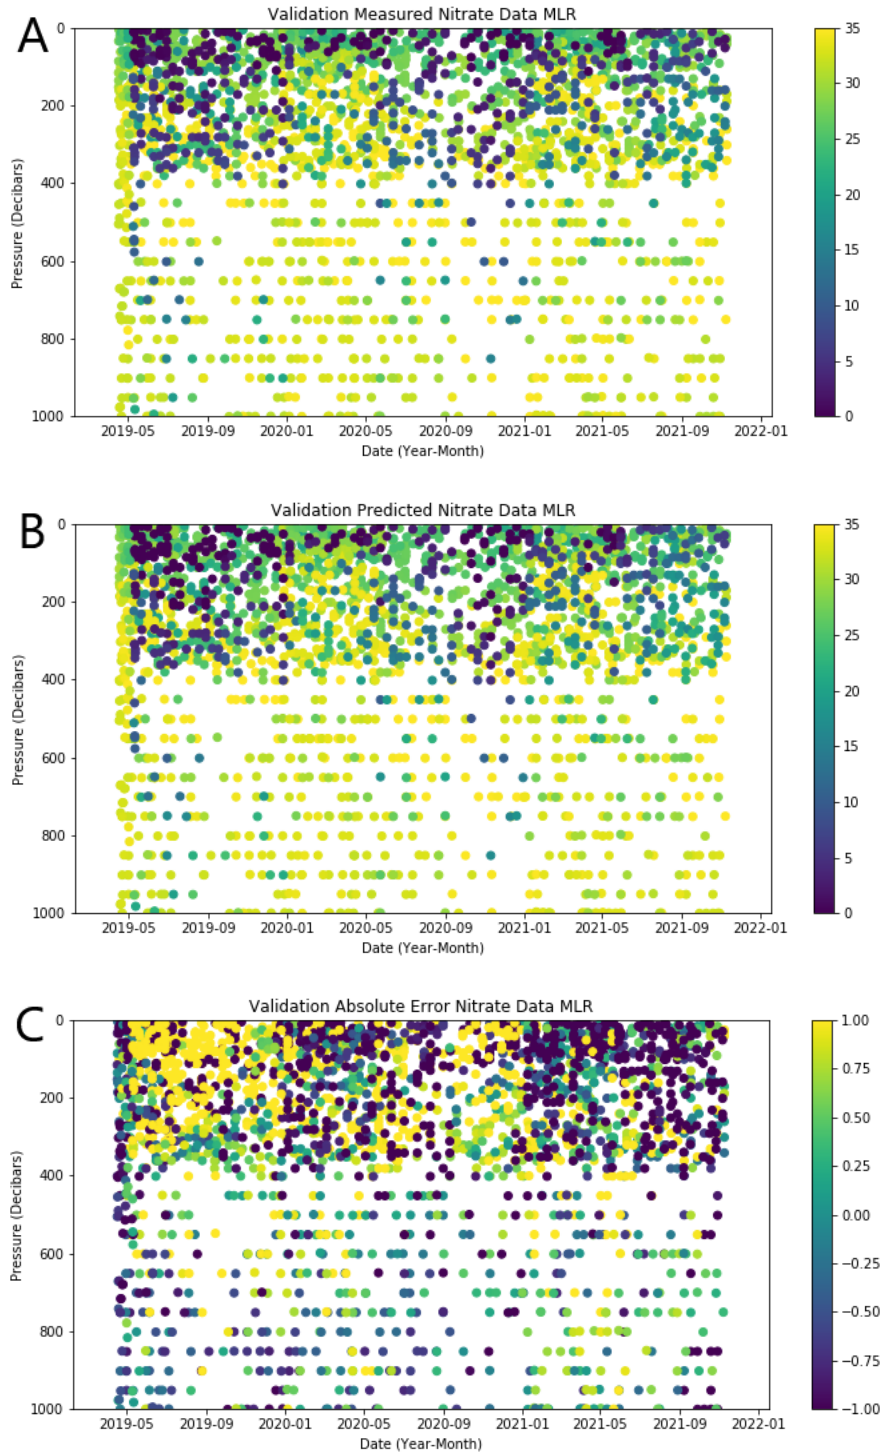 A
Validation Measured Nitrate Data MLR
0
200
400
600
800
1000
Pressure (Decibars)
2019-05 2019-09 2020-01 2020-05 2020-09 2021-01 2021-05 2021-09 2022-01
Date (Year-Month)
35
30
25
20
15
10
5
0
B
Validation Predicted Nitrate Data MLR
0
200
400
600
800
1000
Pressure (Decibars)
2019-05 2019-09 2020-01 2020-05 2020-09 2021-01 2021-05 2021-09 2022-01
Date (Year-Month)
35
30
25
20
15
10
5
0
C
Validation Absolute Error Nitrate Data MLR
0
200
400
600
800
1000
Pressure (Decibars)
2019-05 2019-09 2020-01 2020-05 2020-09 2021-01 2021-05 2021-09 2022-01
Date (Year-Month)
1.00
0.75
0.50
0.25
0.00
−0.25
−0.50
−0.75
−1.00